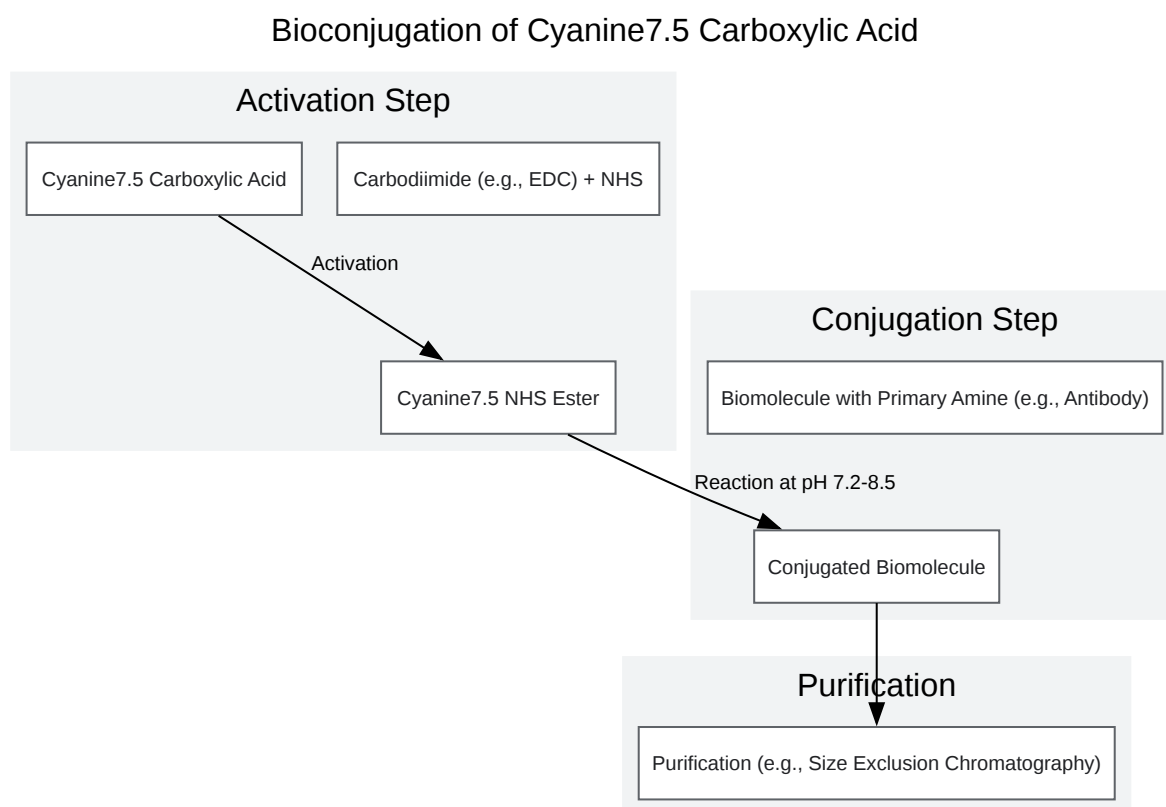 Bioconjugation of Cyanine7.5 Carboxylic Acid
Activation Step
Cyanine7.5 Carboxylic Acid
Carbodiimide (e.g., EDC) + NHS
Activation
Cyanine7.5 NHS Ester
Conjugation Step
Biomolecule with Primary Amine (e.g., Antibody)
Reaction at pH 7.2-8.5
Conjugated Biomolecule
Purification
Purification (e.g., Size Exclusion Chromatography)